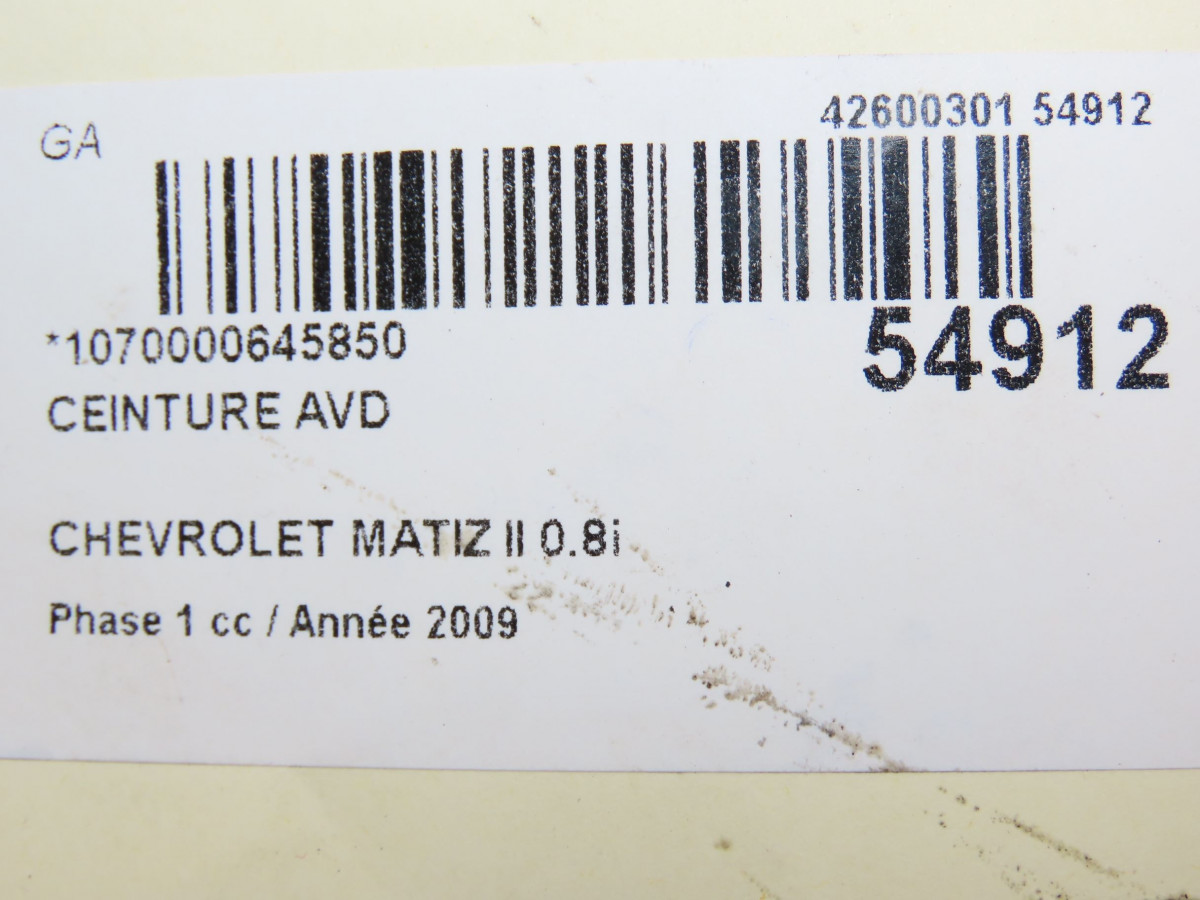 GA
42600301 54912
*1070000645850
54912
CEINTURE AVD
CHEVROLET MATIZ II 0.8i
Phase 1 cc / Année 2009